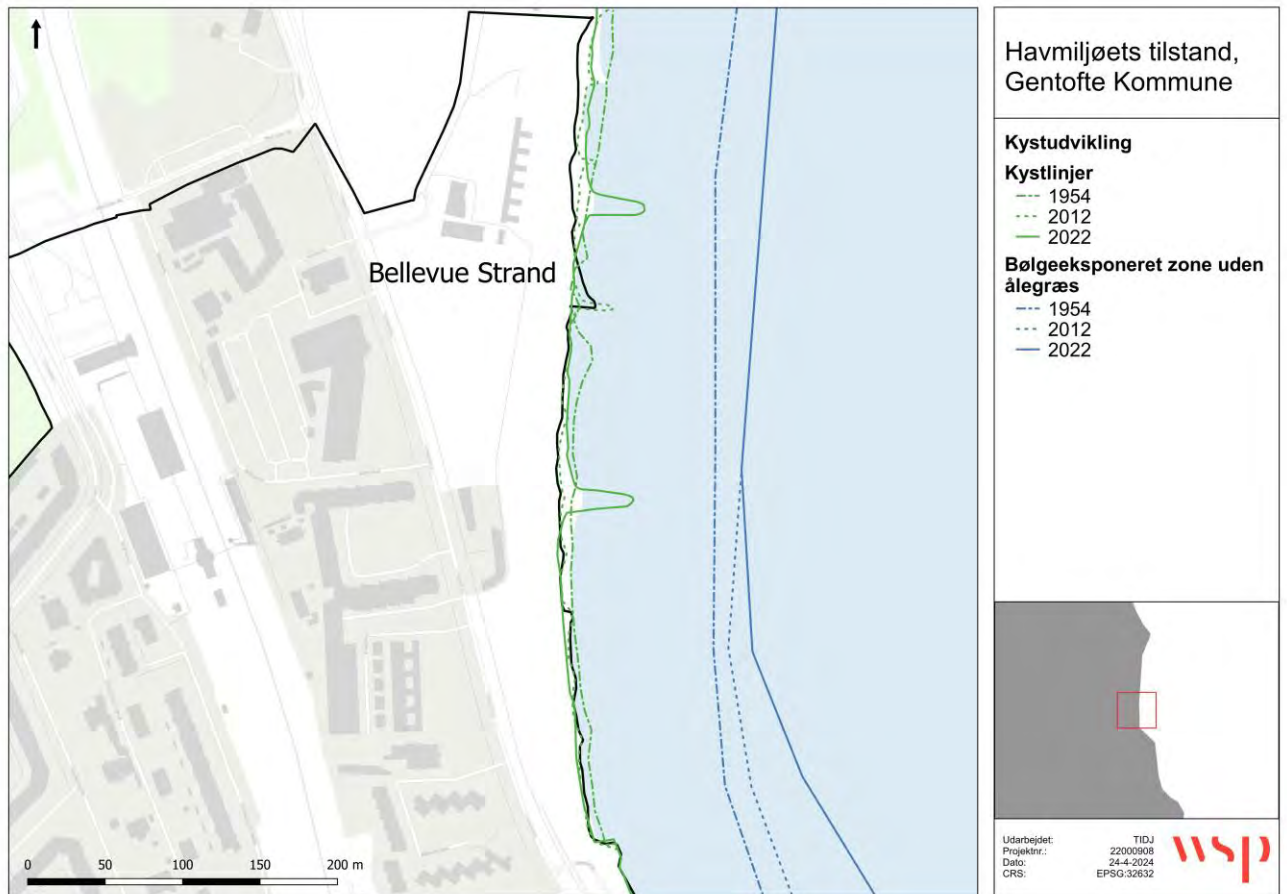 Bellevue Strand
0 50 100 150 200 m
Havmiljøets tilstand,
Gentofte Kommune
Kystudvikling
Kystlinjer
1954
2012
2022
Bølgeeksponeret zone uden
ålegræs
1954
2012
2022
Udarbejdet: TIDJ
Projektnr.: 22000908
Dato: 24-4-2024
CRS: EPSG:32632
wsp